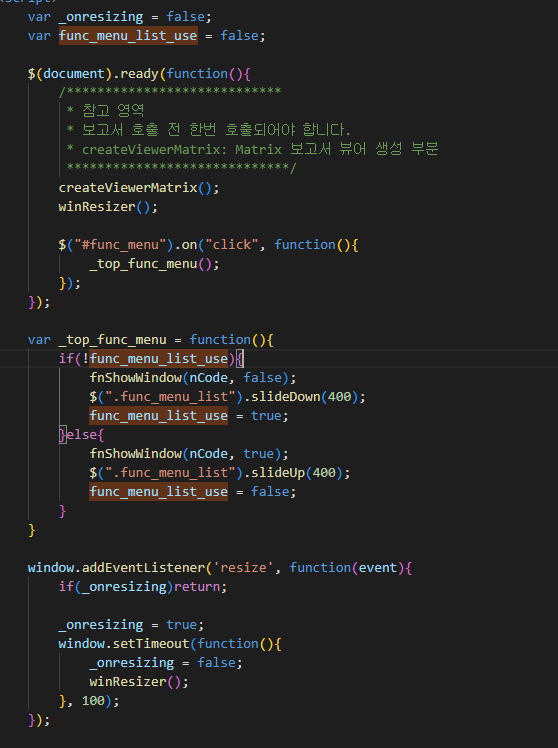 var _onresizing = false;
var func_menu_list_use = false;
$(document).ready(function(){
/****************************
* 참고 영역
* 보고서 호출 전 한번 호출되어야 합니다.
* createViewerMatrix: Matrix 보고서 뷰어 생성 부분
*****************************/
createViewerMatrix();
winResizer();
$("#func_menu").on("click", function(){
_top_func_menu();
});
});
var _top_func_menu = function(){
if(!func_menu_list_use){
fnShowWindow(nCode, false);
$(".func_menu_list").slideDown(400);
func_menu_list_use = true;
}else{
fnShowWindow(nCode, true);
$(".func_menu_list").slideUp(400);
func_menu_list_use = false;
}
}
window.addEventListener('resize', function(event){
if(_onresizing)return;
_onresizing = true;
window.setTimeout(function(){
_onresizing = false;
winResizer();
}, 100);
});